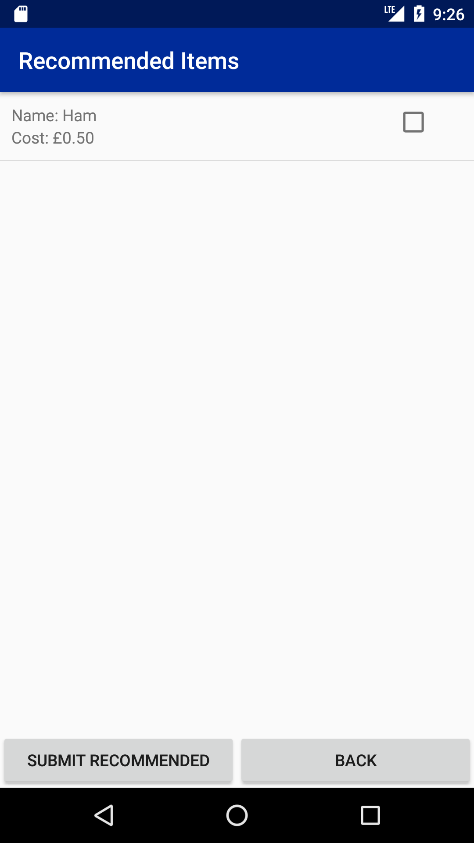 LTE 9:26
Recommended Items
Name: Ham
Cost: £0.50
SUBMIT RECOMMENDED BACK